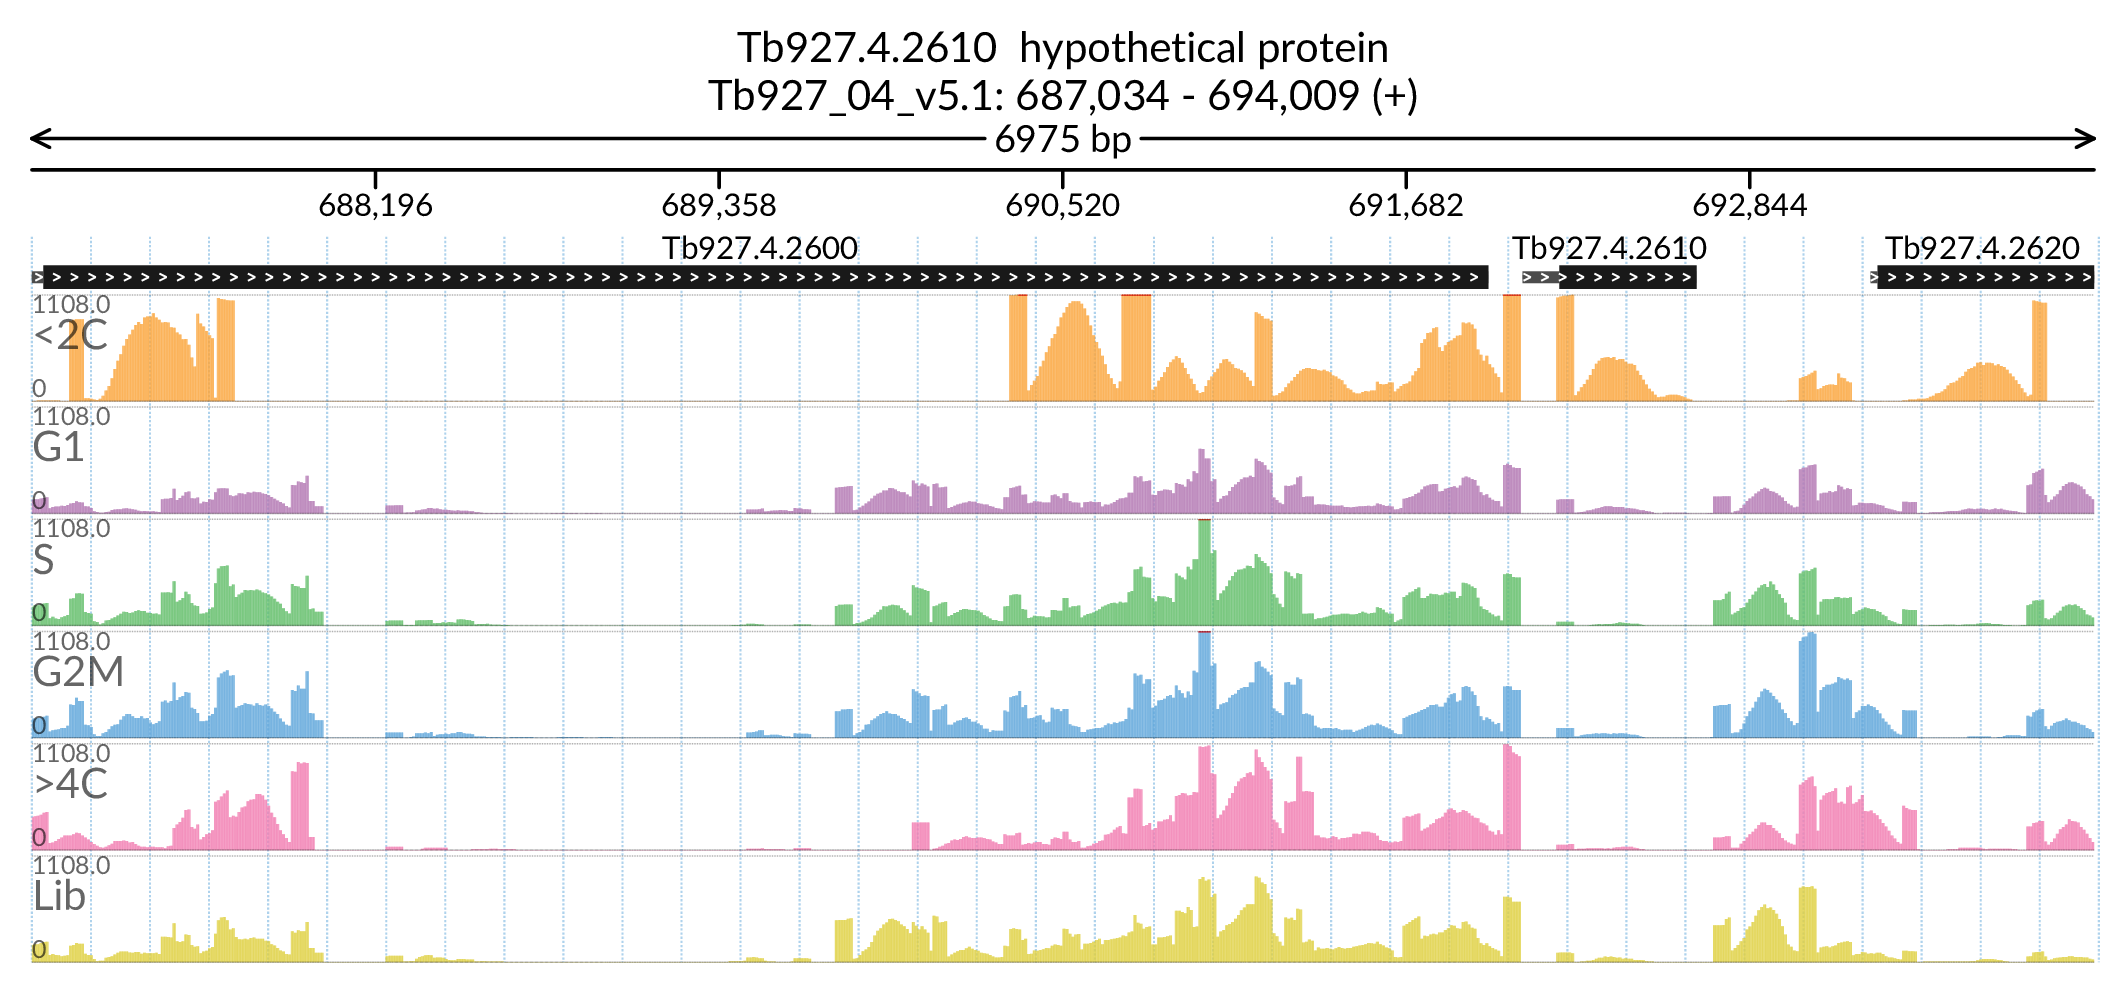 Tb927.4.2610  hypothetical protein
Tb927_04_v5.1: 687,034 - 694,009 (+)
6975 bp
688,196 689,358 690,520 691,682 692,844
Tb927.4.2600 Tb927.4.2610 Tb927.4.2620
1108.0
<2C
0
1108.0
G1
0
1108.0
S
0
1108.0
G2M
0
1108.0
>4C
0
1108.0
Lib
0